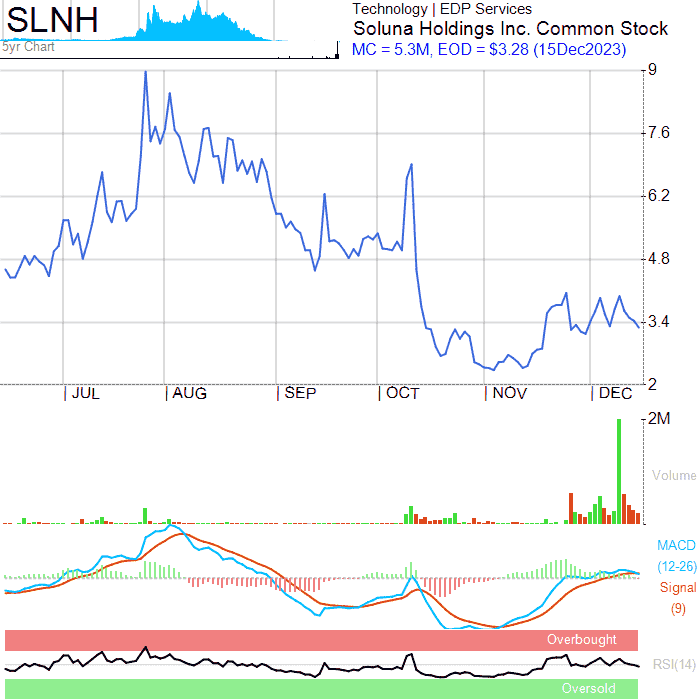 SLNH
5yr Chart
Technology | EDP Services
Soluna Holdings Inc. Common Stock
MC = 5.3M, EOD = $3.28 (15Dec2023)
9
7.6
6.2
4.8
3.4
2
| JUL | AUG | SEP | OCT | NOV | DEC
2M
Volume
MACD
(12-26)
Signal
(9)
Overbought
RSI(14)
Oversold